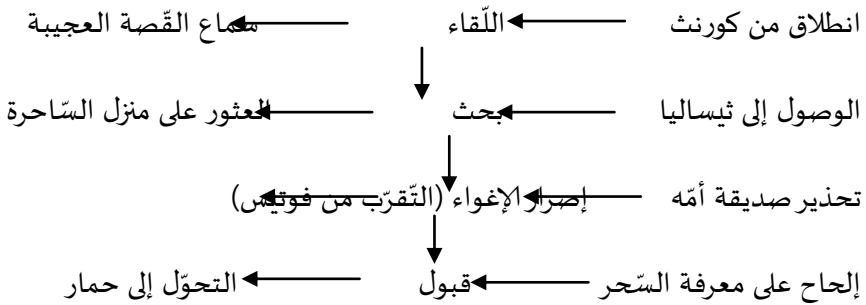 انطلاق من كورنث اللّقاء سماع القّصة العجيبة
الوصول إلى ثيساليا بحث العثور على منزل السّاحرة
تحذير صديقة أمّه إصرار الإغواء (التّقرّب من فوتيس)
إلحاح على معرفة السّحر قبول التحوّل إلى حمار